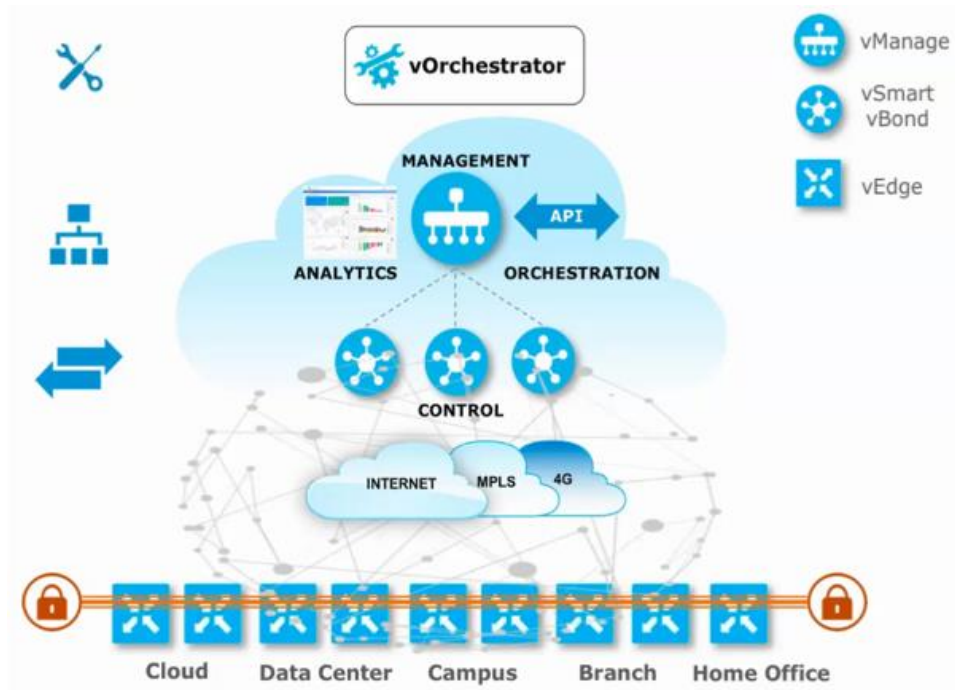 vOrchestrator
vManage
vSmart
vBond
vEdge
MANAGEMENT
API
ANALYTICS
ORCHESTRATION
CONTROL
INTERNET
MPLS
4G
Cloud
Data Center
Campus
Branch
Home Office